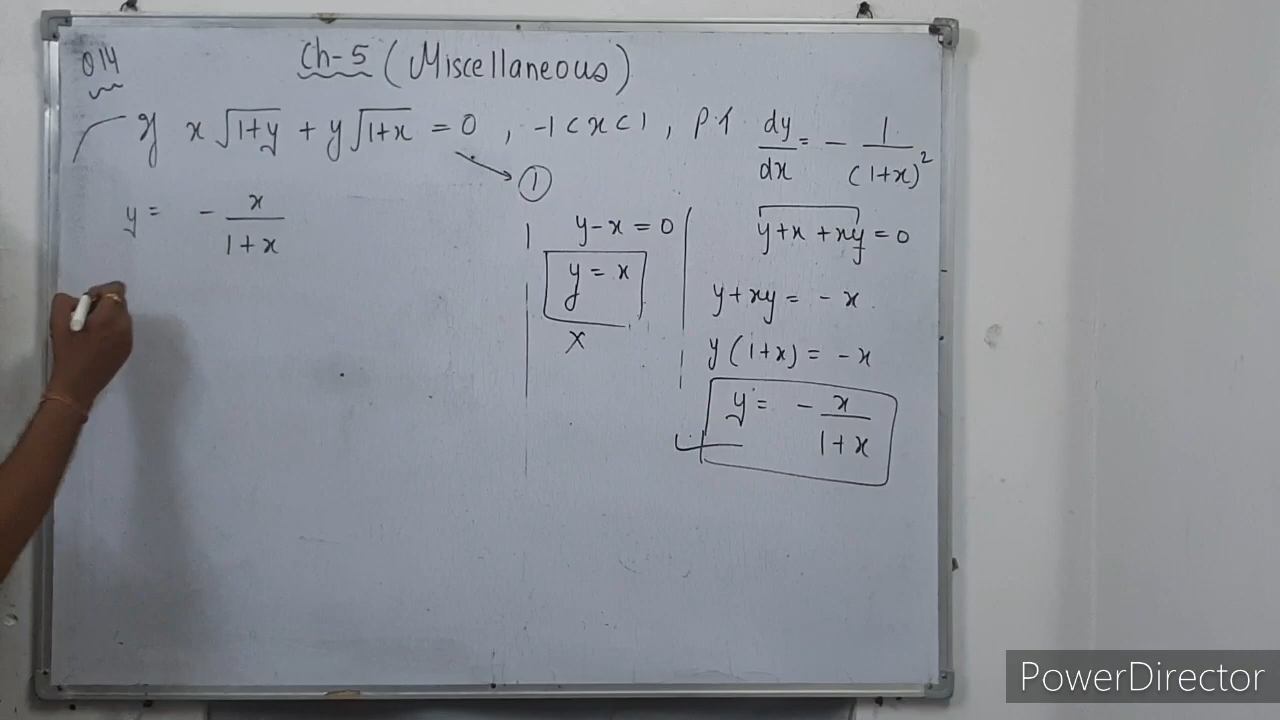 Ch-5 (Miscellaneous)
Q14
If x√1+y + y√1+x = 0 , -1<x<1 , P.T dy/dx = - 1/(1+x)²
①
y = - x/1+x
y-x = 0
y = x
X
y+x+xy = 0
y+xy = -x
y(1+x) = -x
y = - x/1+x
PowerDirector